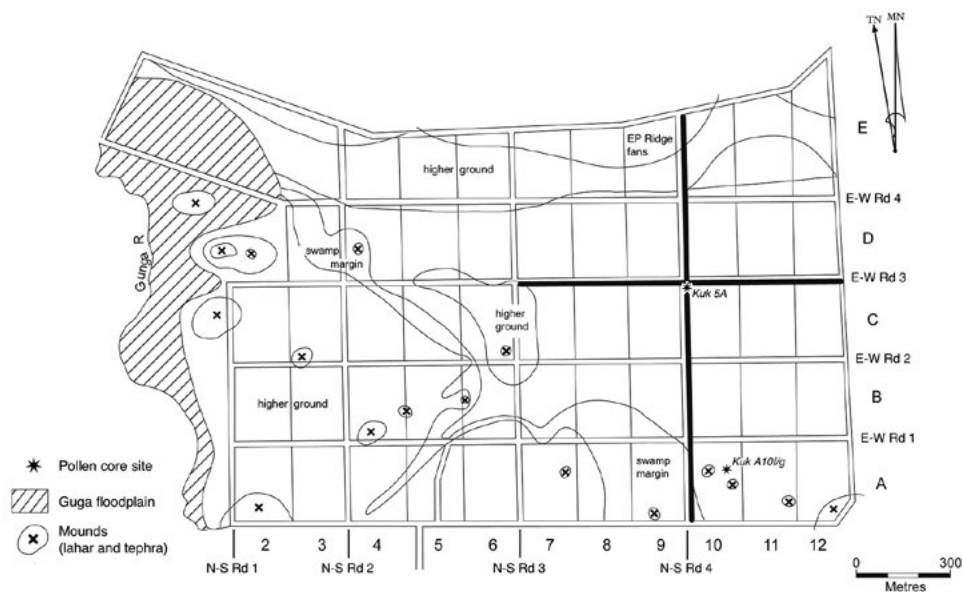 TN MN
E
EP Ridge
fans
higher ground
E-W Rd 4
D
swamp
margin
Gunga R
E-W Rd 3
Kuk 5A
higher
ground
C
E-W Rd 2
higher ground
B
E-W Rd 1
swamp
margin
Kuk A10f/g
A
Pollen core site
Guga floodplain
Mounds
(lahar and tephra)
2 3 4 5 6 7 8 9 10 11 12
N-S Rd 1 N-S Rd 2 N-S Rd 3 N-S Rd 4
0 300
Metres